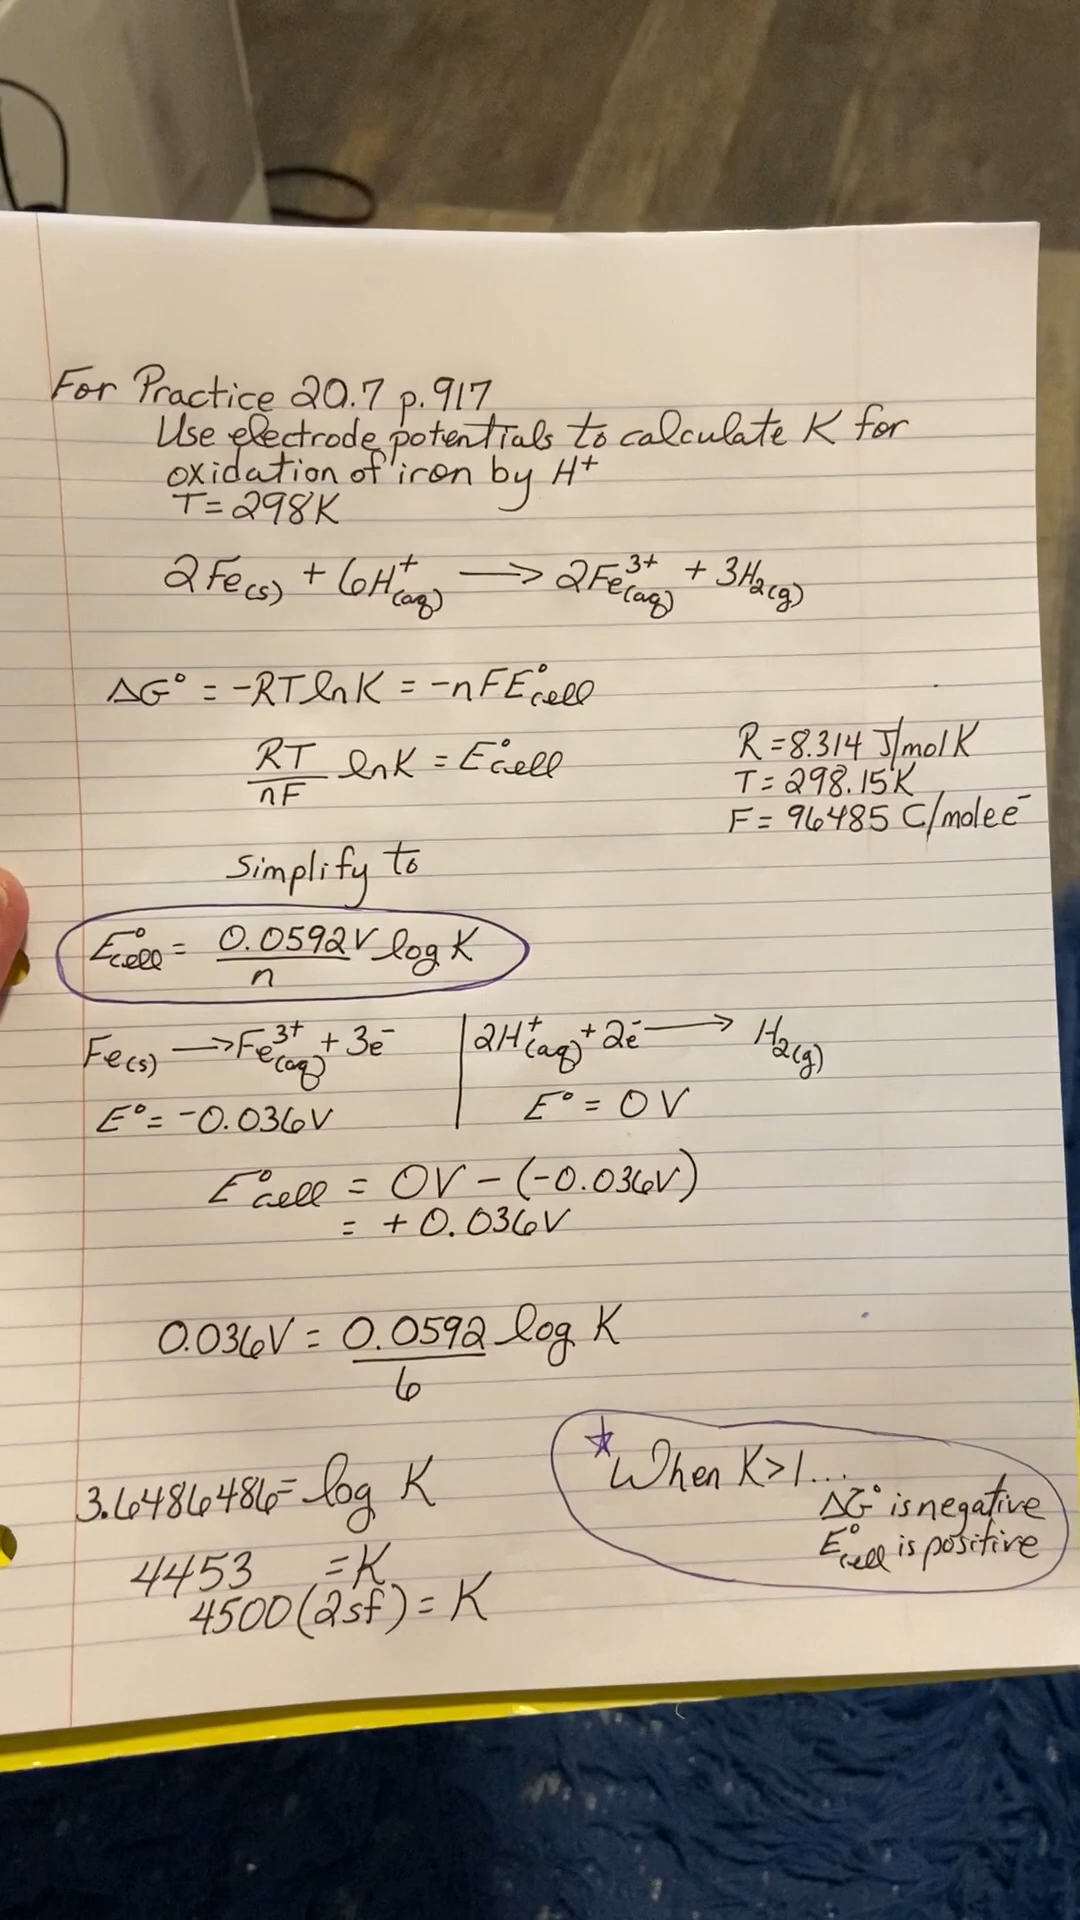 For Practice 20.7 p.917
Use electrode potentials to calculate K for
oxidation of iron by H⁺
T = 298K
2Fe(s) + 6H⁺(aq) → 2Fe³⁺(aq) + 3H₂(g)
ΔG° = -RT ln K = -nFE°cell
RT/nF ln K = E°cell
R = 8.314 J/mol K
T = 298.15K
F = 96485 C/mole e⁻
Simplify to
E°cell = 0.0592V/n log K
Fe(s) → Fe³⁺(aq) + 3e⁻ | 2H⁺(aq) + 2e⁻ → H₂(g)
E° = -0.036V | E° = 0V
E°cell = 0V - (-0.036V)
= +0.036V
0.036V = 0.0592/6 log K
3.6486486 = log K
4453 = K
4500 (2sf) = K
☆ When K > 1...
ΔG° is negative
E°cell is positive